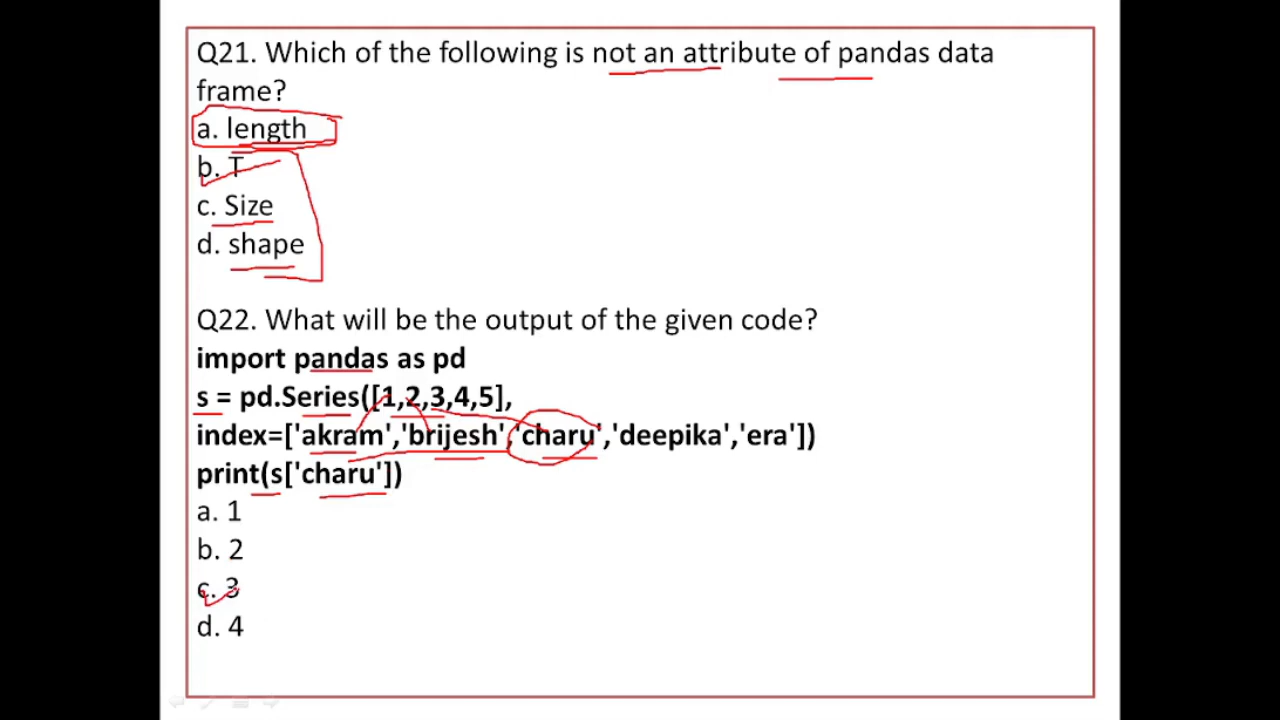 Q21. Which of the following is not an attribute of pandas data
frame?
a. length
b. T
c. Size
d. shape
Q22. What will be the output of the given code?
import pandas as pd
s = pd.Series([1,2,3,4,5],
index=['akram','brijesh','charu','deepika','era'])
print(s['charu'])
a. 1
b. 2
c. 3
d. 4